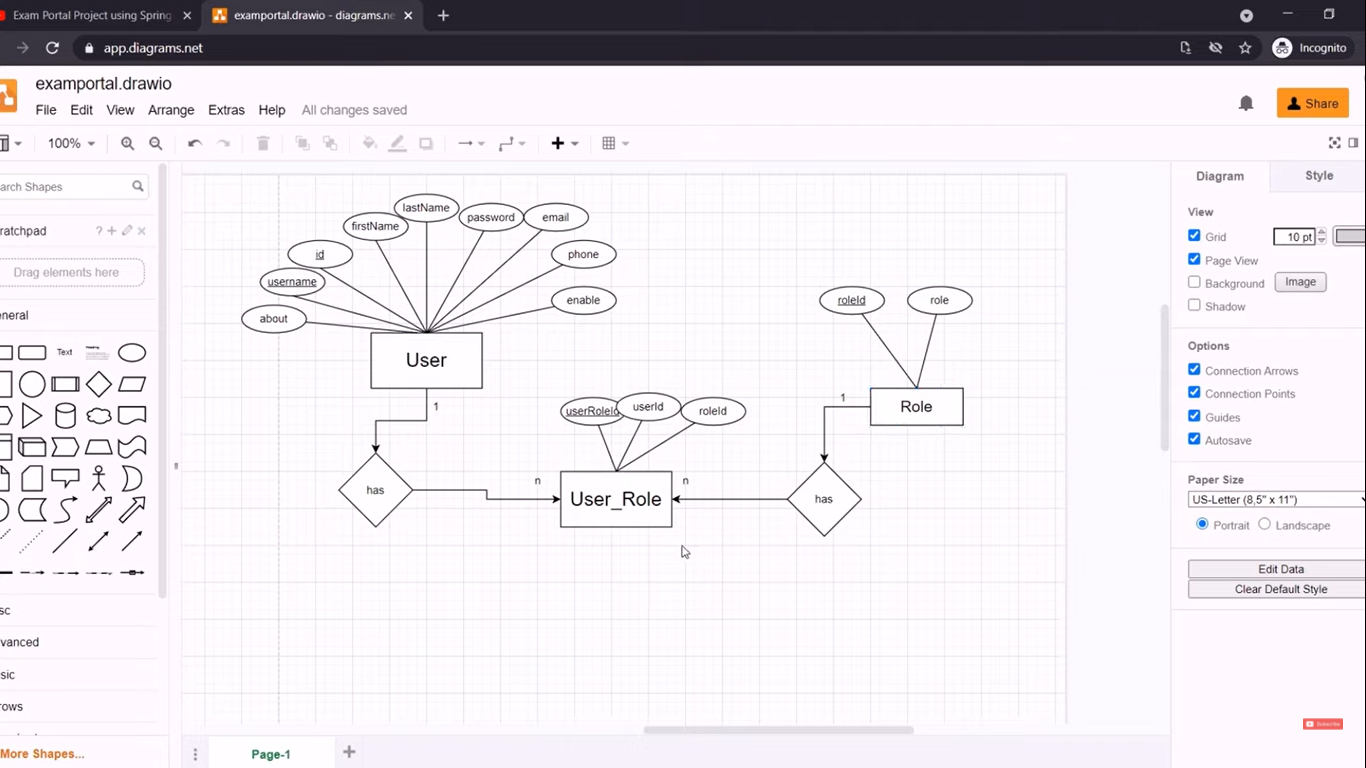 Exam Portal Project using Spring
examportal.drawio - diagrams.ne
app.diagrams.net
Incognito
examportal.drawio
File Edit View Arrange Extras Help All changes saved
Share
100%
arch Shapes
ratchpad
Drag elements here
eneral
Text
sc
vanced
sic
rows
More Shapes...
lastName
firstName
password
email
id
phone
username
enable
about
User
1
has
n
userRoleId
userId
roleId
User_Role
n
roleId
role
Role
1
has
Diagram Style
View
Grid 10 pt
Page View
Background Image
Shadow
Options
Connection Arrows
Connection Points
Guides
Autosave
Paper Size
US-Letter (8,5" x 11")
Portrait Landscape
Edit Data
Clear Default Style
Page-1
Subscribe